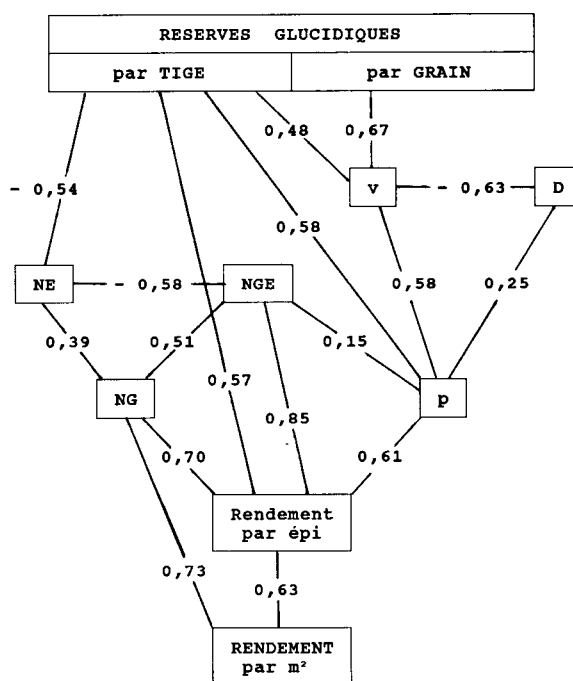 RESERVES GLUCIDIQUES
par TIGE par GRAIN
0,48 0,67
v - 0,63 D
- 0,54
0,58
NE - 0,58 NGE 0,58 0,25
0,39 0,51 0,15
0,57
NG p
0,85
0,70 0,61
Rendement
par épi
0,73 0,63
RENDEMENT
par m²